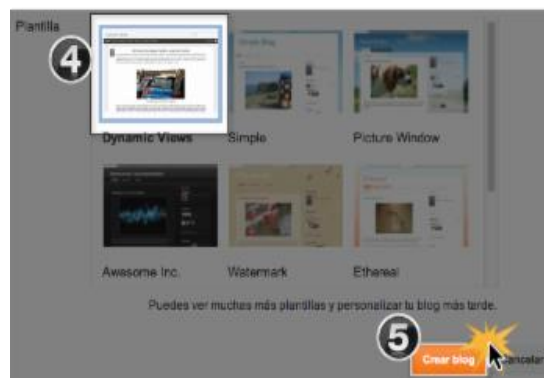 Plantilla
4
Dynamic Views Simple Picture Window
Awesome Inc. Watermark Ethereal
Puedes ver muchas más plantillas y personalizar tu blog más tarde.
5
Crear blog Cancelar